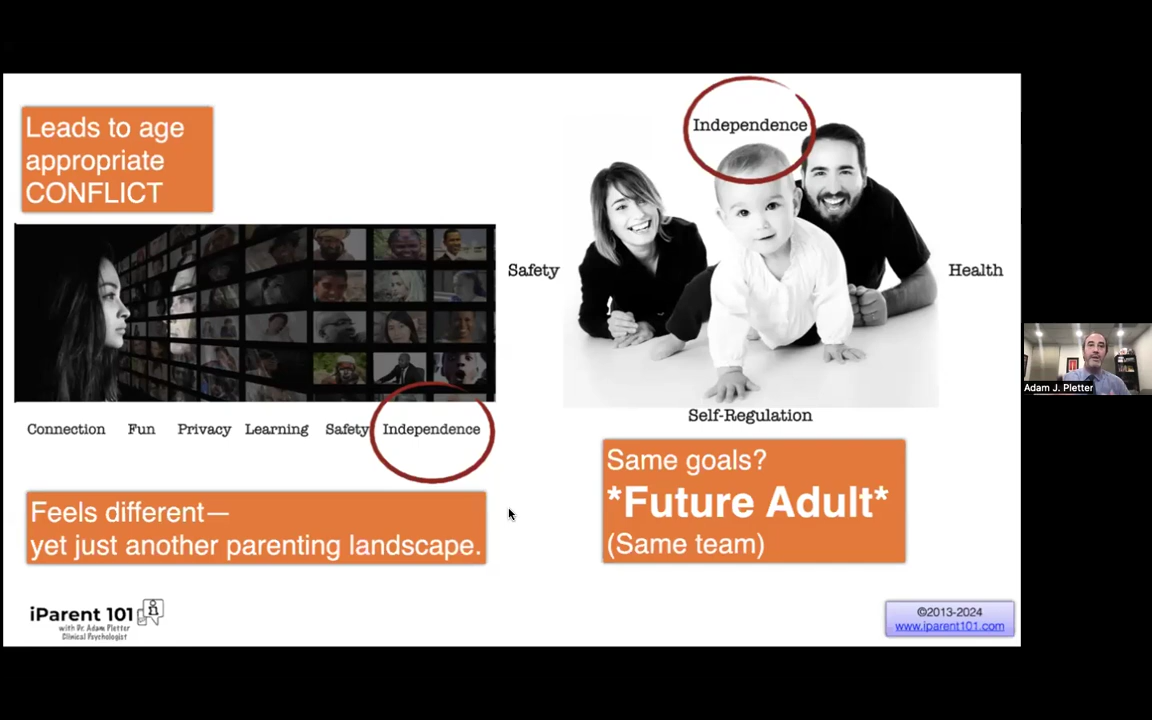 Leads to age
appropriate
CONFLICT
Connection Fun Privacy Learning Safety Independence
Feels different—
yet just another parenting landscape.
Independence
Safety
Health
Self-Regulation
Same goals?
*Future Adult*
(Same team)
iParent 101
with Dr. Adam Pletter
Clinical Psychologist
©2013-2024
www.iparent101.com
Adam J. Pletter